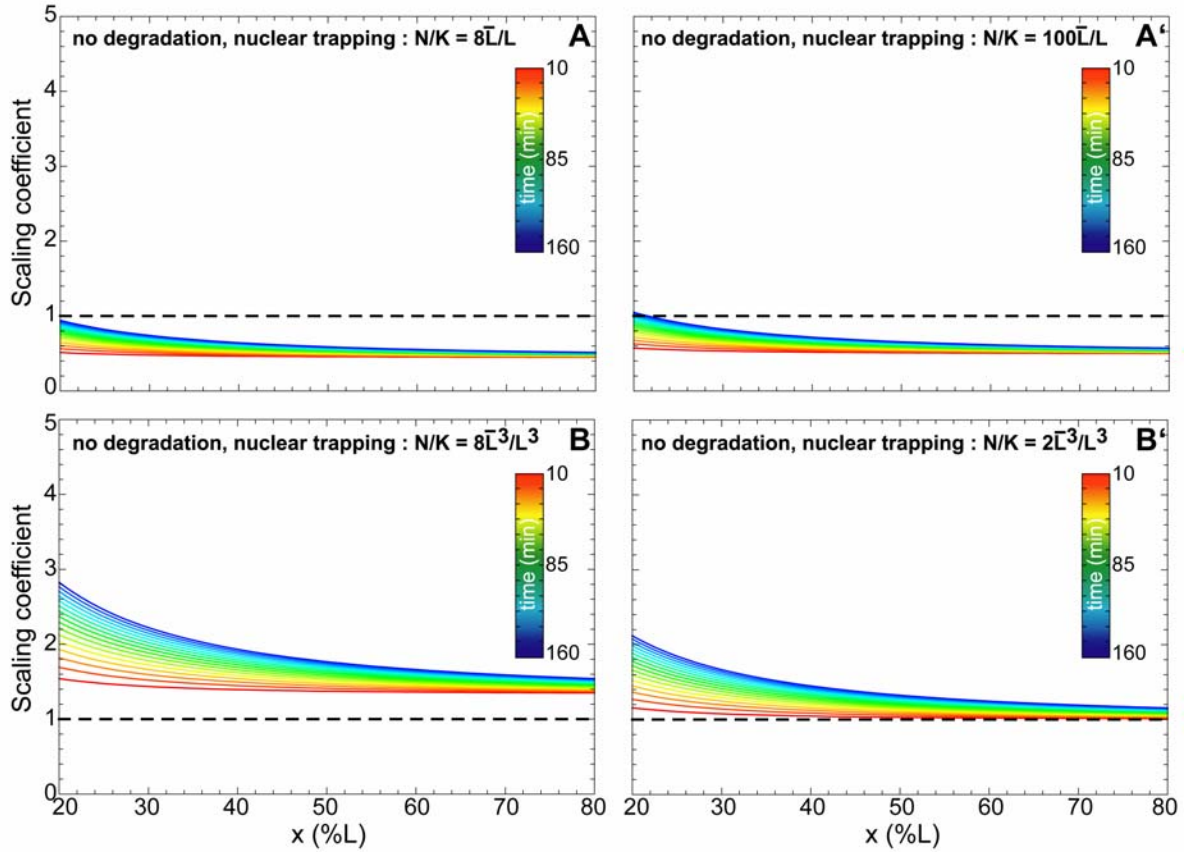 no degradation, nuclear trapping : N/K = 8L̅/L A
5
4
3
2
1
0
Scaling coefficient
10
85
160
time (min)
no degradation, nuclear trapping : N/K = 100L̅/L A'
10
85
160
time (min)
no degradation, nuclear trapping : N/K = 8L̅³/L³ B
5
4
3
2
1
0
Scaling coefficient
10
85
160
time (min)
20 30 40 50 60 70 80
x (%L)
no degradation, nuclear trapping : N/K = 2L̅³/L³ B'
10
85
160
time (min)
20 30 40 50 60 70 80
x (%L)